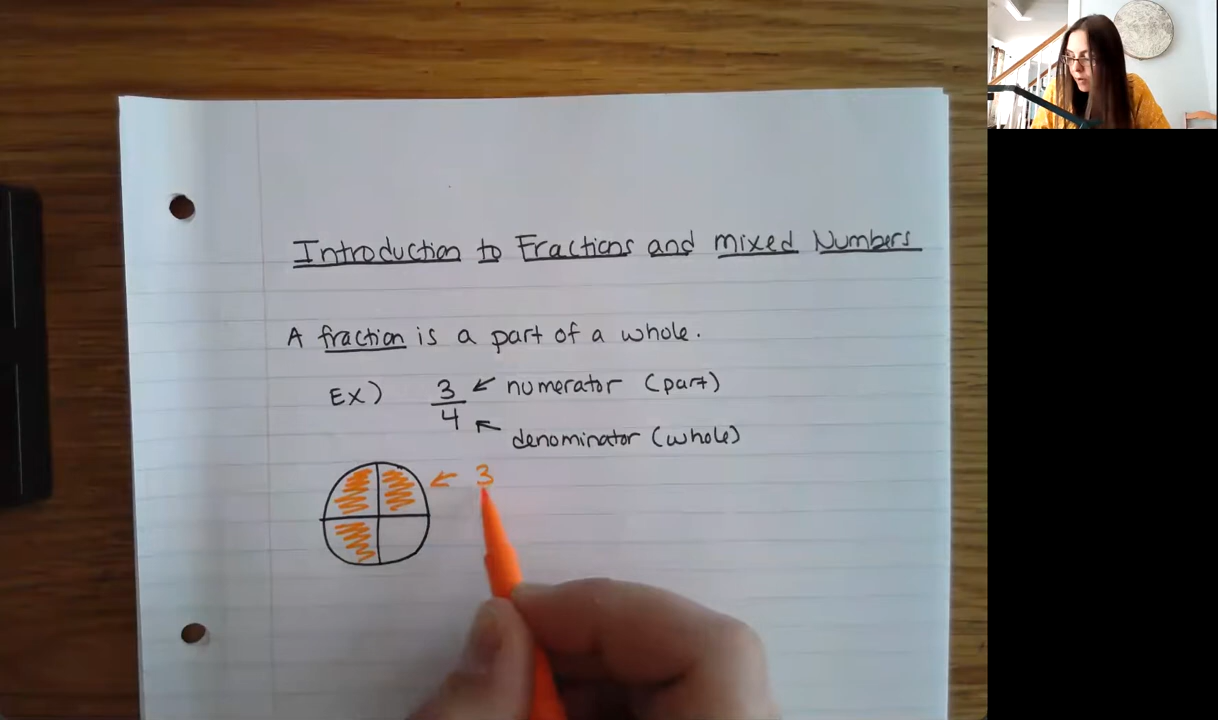 Introduction to Fractions and mixed Numbers
A fraction is a part of a whole.
Ex) 3 ← numerator (part)
4 ↖ denominator (whole)
← 3